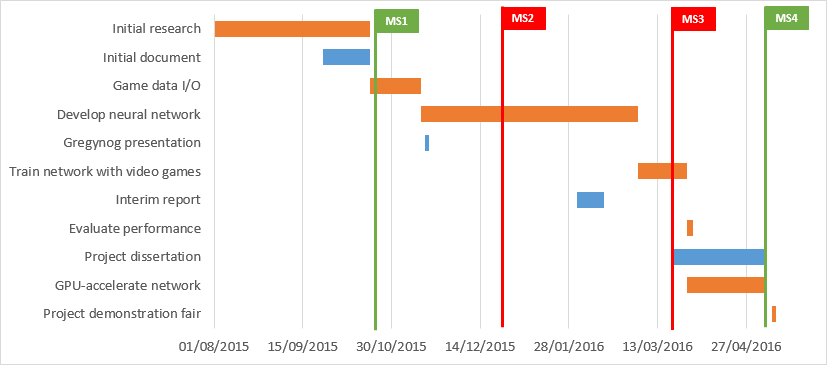 MS1
MS2
MS3
MS4
Initial research
Initial document
Game data I/O
Develop neural network
Gregynog presentation
Train network with video games
Interim report
Evaluate performance
Project dissertation
GPU-accelerate network
Project demonstration fair
01/08/2015 15/09/2015 30/10/2015 14/12/2015 28/01/2016 13/03/2016 27/04/2016